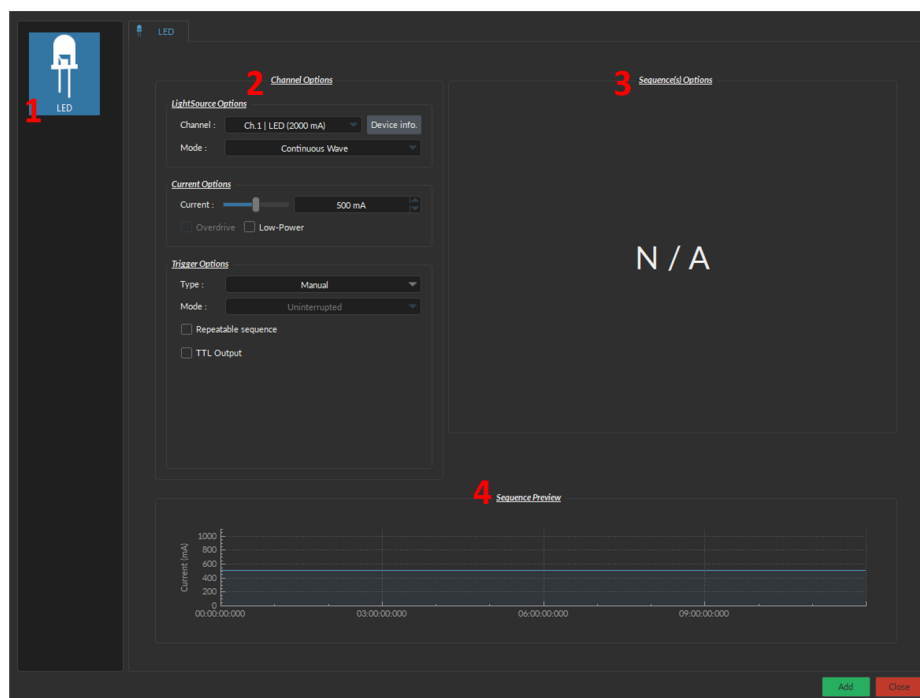 LED
1
LED
2 Channel Options
LightSource Options
Channel : Ch.1 | LED (2000 mA) Device info.
Mode : Continuous Wave
Current Options
Current : 500 mA
Overdrive Low-Power
Trigger Options
Type : Manual
Mode : Uninterrupted
Repeatable sequence
TTL Output
3 Sequence(s) Options
N / A
4 Sequence Preview
Current (mA)
1000
800
600
400
200
0
00:00:00:000 03:00:00:000 06:00:00:000 09:00:00:000
Add Close